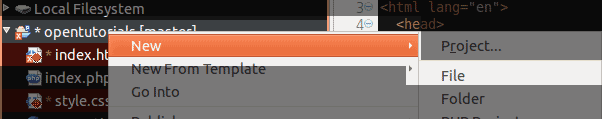 Local Filesystem
* opentutorials [master]
* index.ht
index.php
* style.css
New
New From Template
Go Into
Project...
File
Folder
3 <html lang="en">
4 <head>